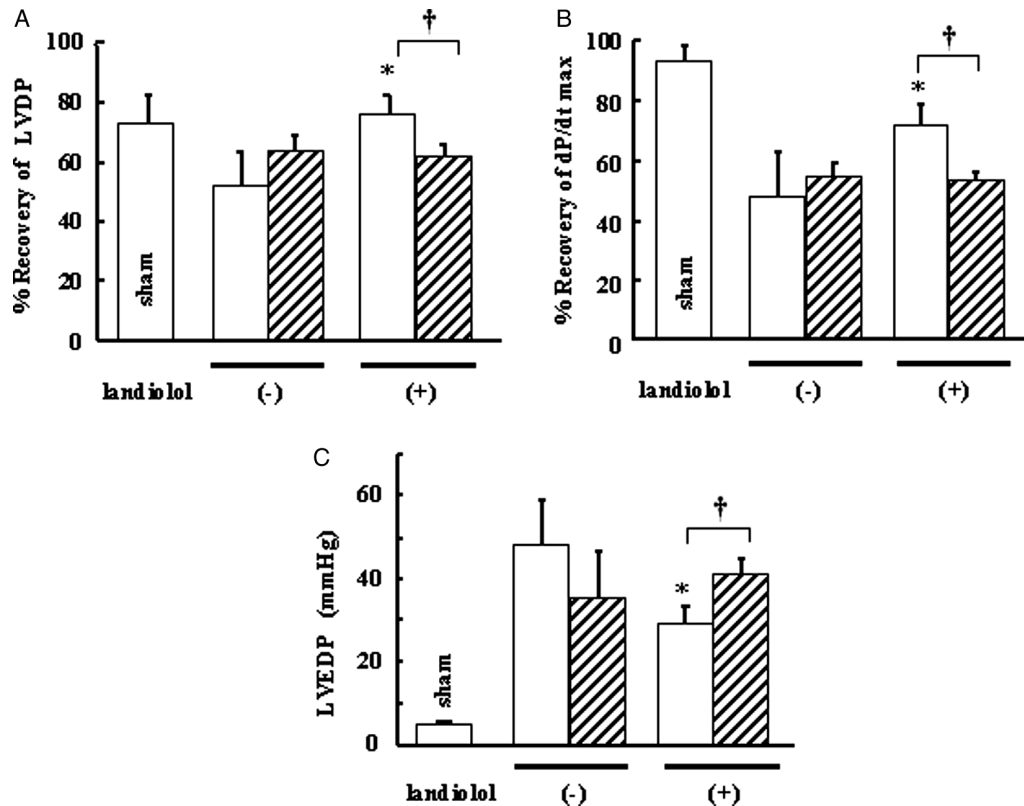 A
% Recovery of LVDP
100
80
60
40
20
0
sham
*
†
landiolol (-) (+)
B
% Recovery of dP/dt max
100
80
60
40
20
0
sham
*
†
landiolol (-) (+)
C
LVEDP (mmHg)
60
40
20
0
sham
*
†
landiolol (-) (+)